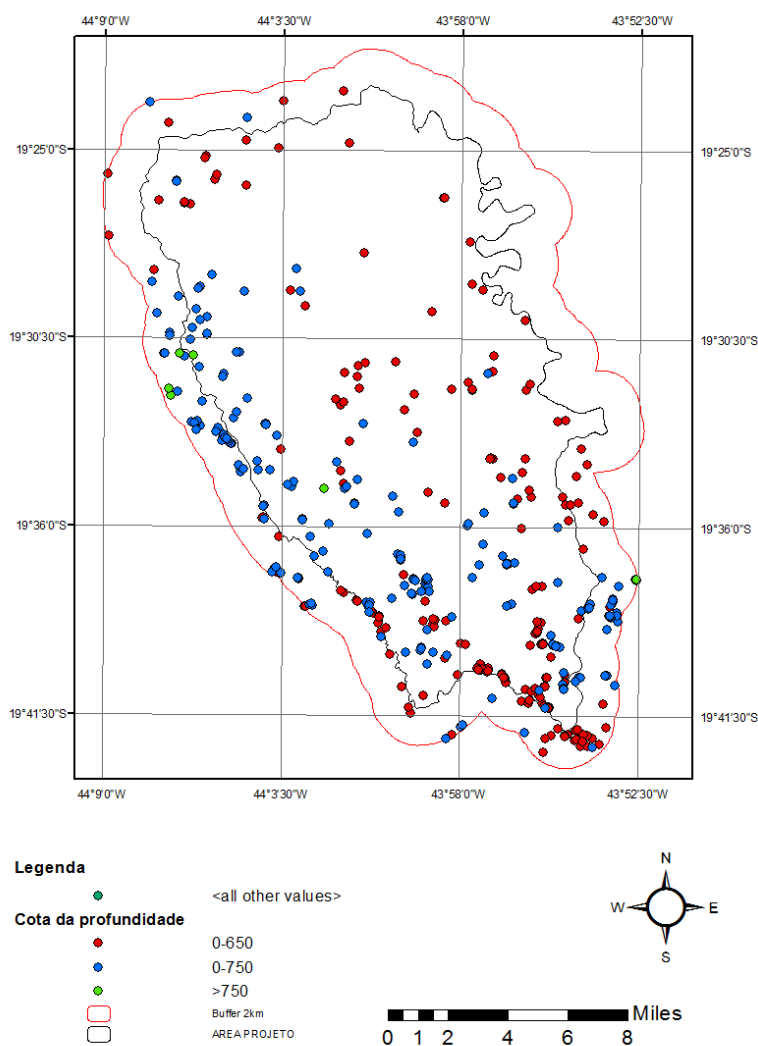 44°9'0"W 44°3'30"W 43°58'0"W 43°52'30"W
19°25'0"S 19°25'0"S
19°30'30"S 19°30'30"S
19°36'0"S 19°36'0"S
19°41'30"S 19°41'30"S
44°9'0"W 44°3'30"W 43°58'0"W 43°52'30"W
Legenda
<all other values>
Cota da profundidade
0-650
0-750
>750
Buffer 2km
AREA PROJETO
N
W E
S
Miles
0 1 2 4 6 8